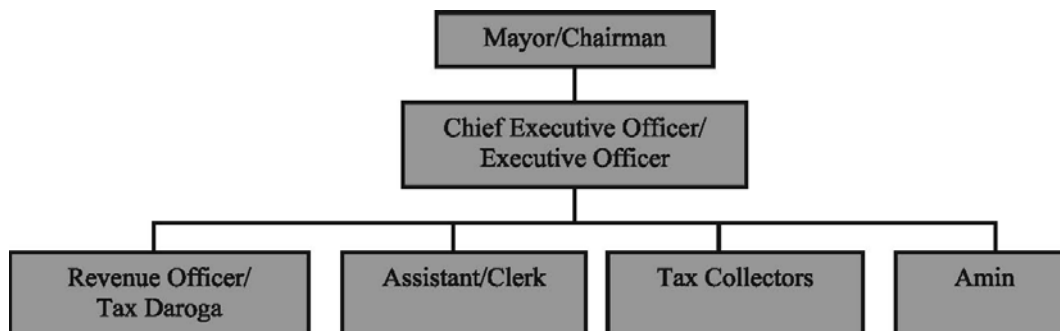 Mayor/Chairman
Chief Executive Officer/
Executive Officer
Revenue Officer/
Tax Daroga
Assistant/Clerk
Tax Collectors
Amin